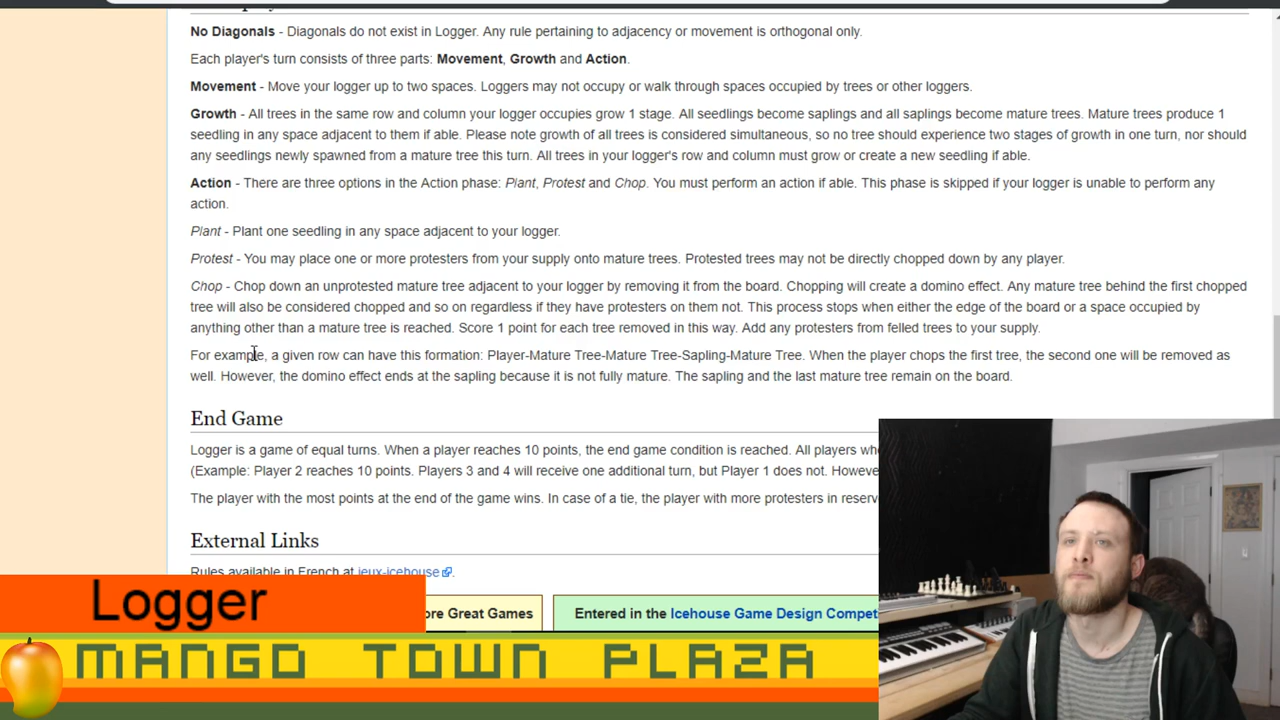 No Diagonals - Diagonals do not exist in Logger. Any rule pertaining to adjacency or movement is orthogonal only.
Each player's turn consists of three parts: Movement, Growth and Action.
Movement - Move your logger up to two spaces. Loggers may not occupy or walk through spaces occupied by trees or other loggers.
Growth - All trees in the same row and column your logger occupies grow 1 stage. All seedlings become saplings and all saplings become mature trees. Mature trees produce 1
seedling in any space adjacent to them if able. Please note growth of all trees is considered simultaneous, so no tree should experience two stages of growth in one turn, nor should
any seedlings newly spawned from a mature tree this turn. All trees in your logger's row and column must grow or create a new seedling if able.
Action - There are three options in the Action phase: Plant, Protest and Chop. You must perform an action if able. This phase is skipped if your logger is unable to perform any
action.
Plant - Plant one seedling in any space adjacent to your logger.
Protest - You may place one or more protesters from your supply onto mature trees. Protested trees may not be directly chopped down by any player.
Chop - Chop down an unprotested mature tree adjacent to your logger by removing it from the board. Chopping will create a domino effect. Any mature tree behind the first chopped
tree will also be considered chopped and so on regardless if they have protesters on them not. This process stops when either the edge of the board or a space occupied by
anything other than a mature tree is reached. Score 1 point for each tree removed in this way. Add any protesters from felled trees to your supply.
For example, a given row can have this formation: Player-Mature Tree-Mature Tree-Sapling-Mature Tree. When the player chops the first tree, the second one will be removed as
well. However, the domino effect ends at the sapling because it is not fully mature. The sapling and the last mature tree remain on the board.
End Game
Logger is a game of equal turns. When a player reaches 10 points, the end game condition is reached. All players wh
(Example: Player 2 reaches 10 points. Players 3 and 4 will receive one additional turn, but Player 1 does not. Howeve
The player with the most points at the end of the game wins. In case of a tie, the player with more protesters in reserv
External Links
Rules available in French at jeux-icehouse.
Logger
ore Great Games
Entered in the Icehouse Game Design Compet
MANGO TOWN PLAZA